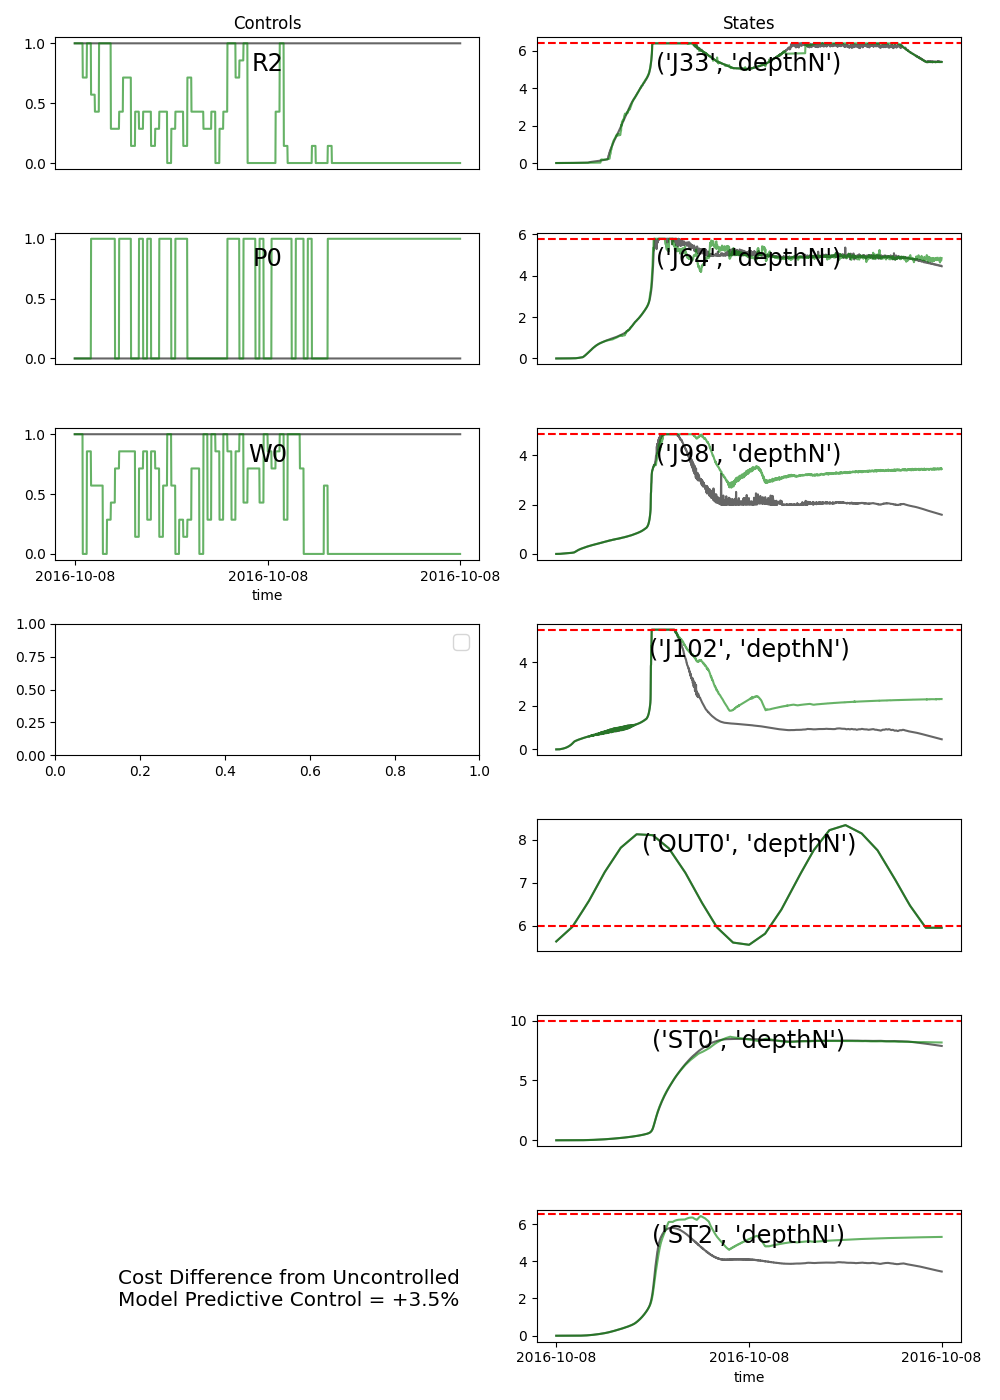 Controls
States
1.0
R2
0.5
0.0
6
('J33', 'depthN')
4
2
0
1.0
P0
0.5
0.0
6
('J64', 'depthN')
4
2
0
1.0
W0
0.5
0.0
2016-10-08 2016-10-08 2016-10-08
time
4
('J98', 'depthN')
2
0
1.00
0.75
0.50
0.25
0.00
0.0 0.2 0.4 0.6 0.8 1.0
('J102', 'depthN')
4
2
0
8
('OUT0', 'depthN')
7
6
10
('ST0', 'depthN')
5
0
6
('ST2', 'depthN')
4
2
0
2016-10-08 2016-10-08 2016-10-08
time
Cost Difference from Uncontrolled
Model Predictive Control = +3.5%